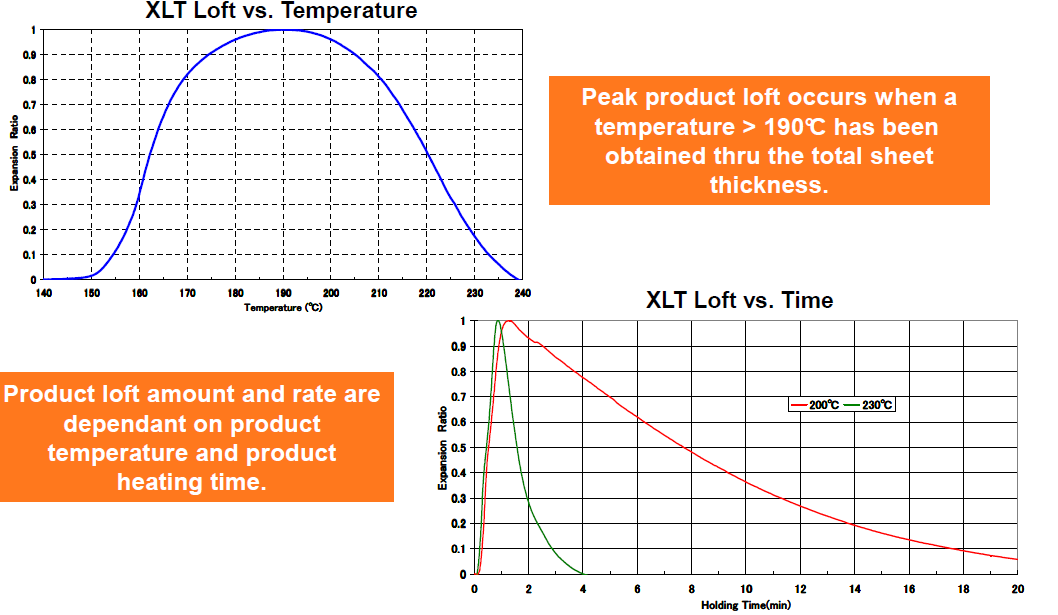 XLT Loft vs. Temperature
1
0.9
0.8
0.7
0.6
0.5
0.4
0.3
0.2
0.1
0
Expansion Ratio
140 150 160 170 180 190 200 210 220 230 240
Temperature (℃)
Peak product loft occurs when a
temperature > 190℃ has been
obtained thru the total sheet
thickness.
XLT Loft vs. Time
1
0.9
0.8
0.7
0.6
0.5
0.4
0.3
0.2
0.1
0
Expansion Ratio
200℃ 230℃
0 2 4 6 8 10 12 14 16 18 20
Holding Time(min)
Product loft amount and rate are
dependant on product
temperature and product
heating time.